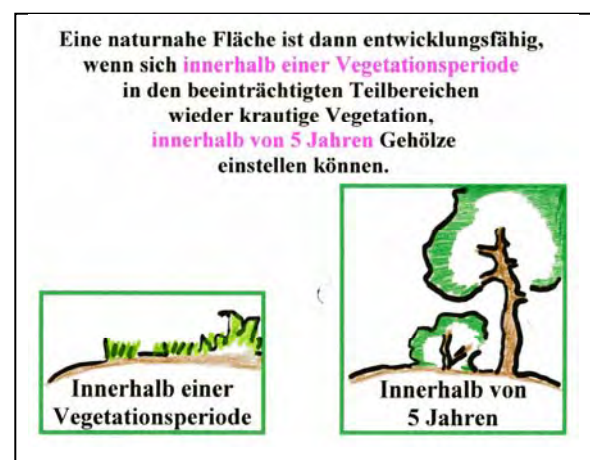 Eine naturnahe Fläche ist dann entwicklungsfähig,
wenn sich innerhalb einer Vegetationsperiode
in den beeinträchtigten Teilbereichen
wieder krautige Vegetation,
innerhalb von 5 Jahren Gehölze
einstellen können.
Innerhalb einer
Vegetationsperiode
Innerhalb von
5 Jahren